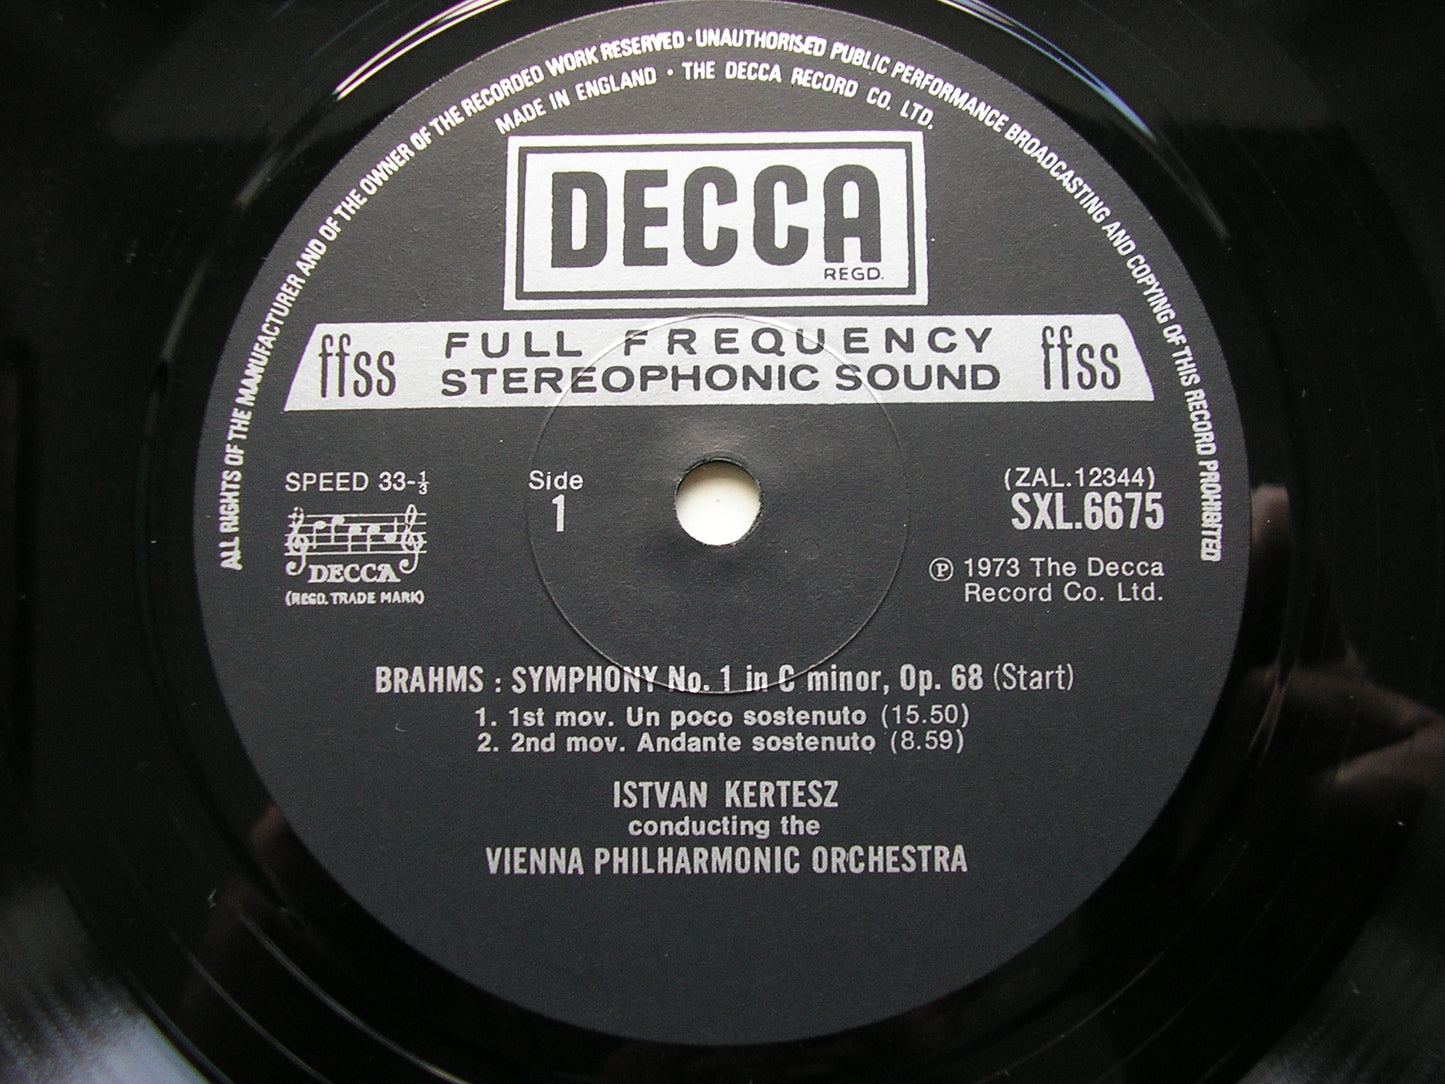 ALL RIGHTS OF THE MANUFACTURER AND OF THE OWNER OF THE RECORDED WORK RESERVED · UNAUTHORISED PUBLIC PERFORMANCE BROADCASTING AND COPYING OF THIS RECORD PROHIBITED
MADE IN ENGLAND · THE DECCA RECORD CO. LTD.
DECCA
REGD.
ffss FULL FREQUENCY ffss
STEREOPHONIC SOUND
SPEED 33-⅓ Side (ZAL.12344)
1 SXL.6675
DECCA
(REGD. TRADE MARK)
Ⓟ 1973 The Decca
Record Co. Ltd.
BRAHMS : SYMPHONY No. 1 in C minor, Op. 68 (Start)
1. 1st mov. Un poco sostenuto (15.50)
2. 2nd mov. Andante sostenuto (8.59)
ISTVAN KERTESZ
conducting the
VIENNA PHILHARMONIC ORCHESTRA